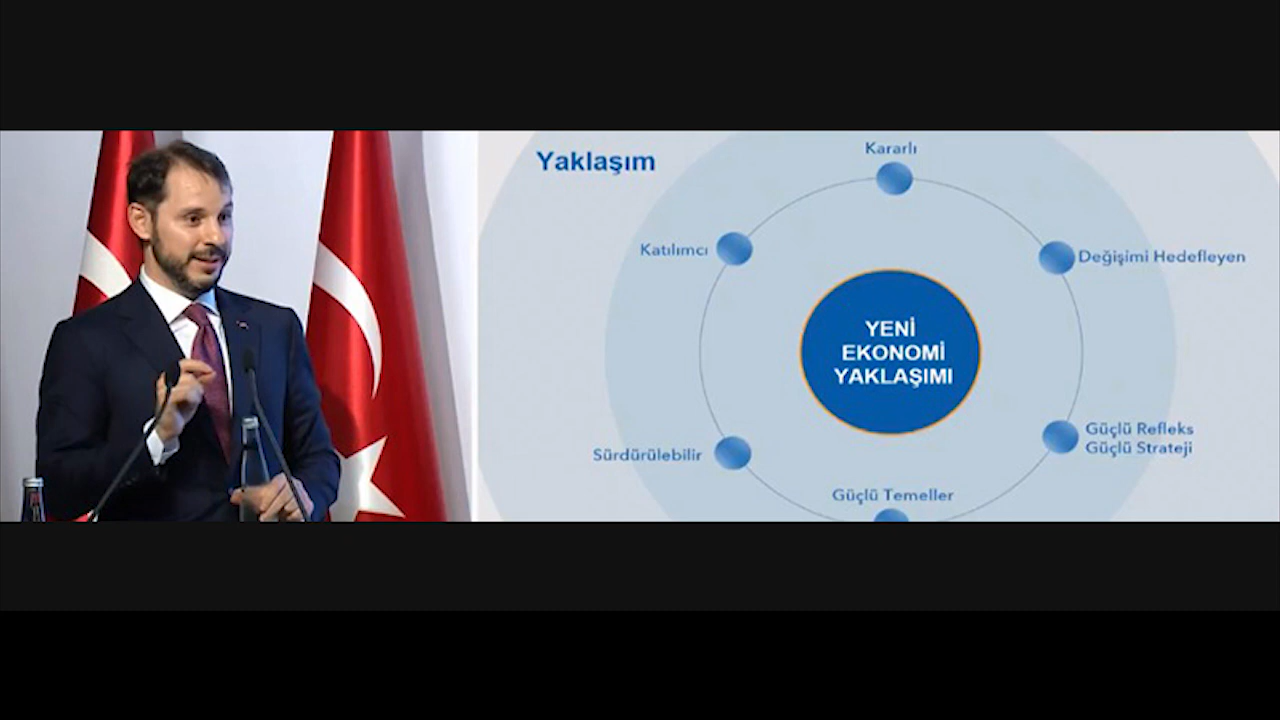 Yaklaşım
Kararlı
Katılımcı
Değişimi Hedefleyen
YENİ
EKONOMİ
YAKLAŞIMI
Güçlü Refleks
Güçlü Strateji
Sürdürülebilir
Güçlü Temeller